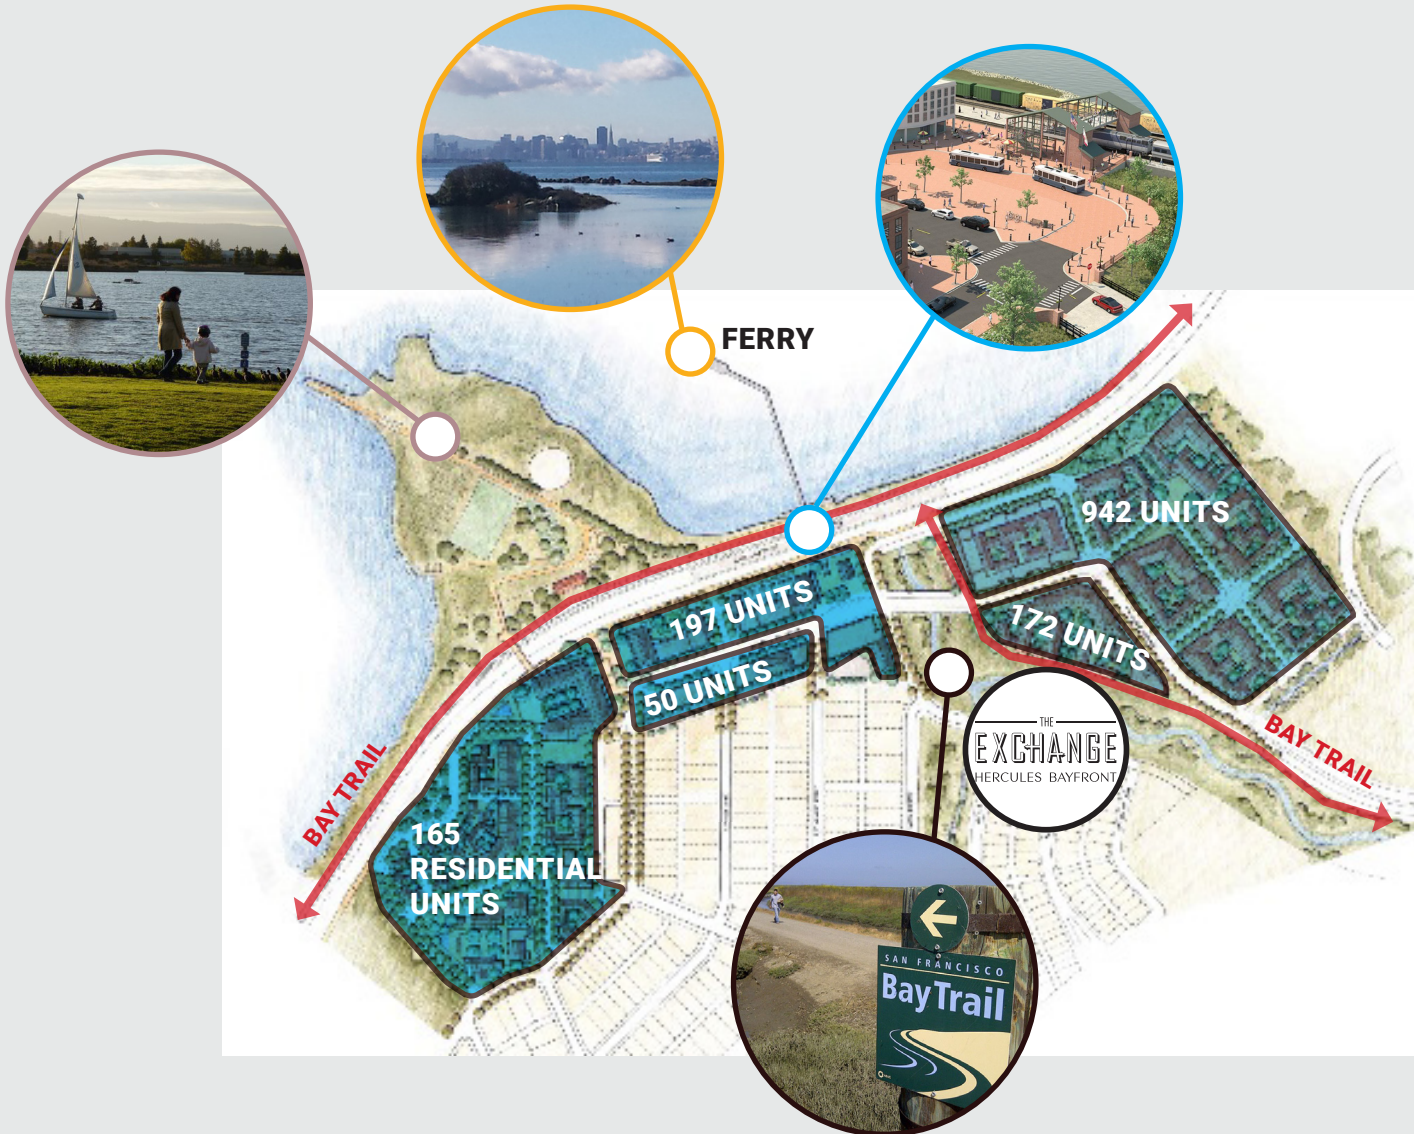 FERRY
942 UNITS
197 UNITS
172 UNITS
50 UNITS
THE
EXCHANGE
HERCULES BAYFRONT
BAY TRAIL
BAY TRAIL
165
RESIDENTIAL
UNITS
SAN FRANCISCO
Bay Trail